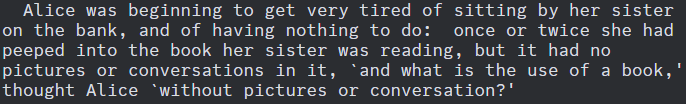 Alice was beginning to get very tired of sitting by her sister
on the bank, and of having nothing to do:  once or twice she had
peeped into the book her sister was reading, but it had no
pictures or conversations in it, `and what is the use of a book,'
thought Alice `without pictures or conversation?'